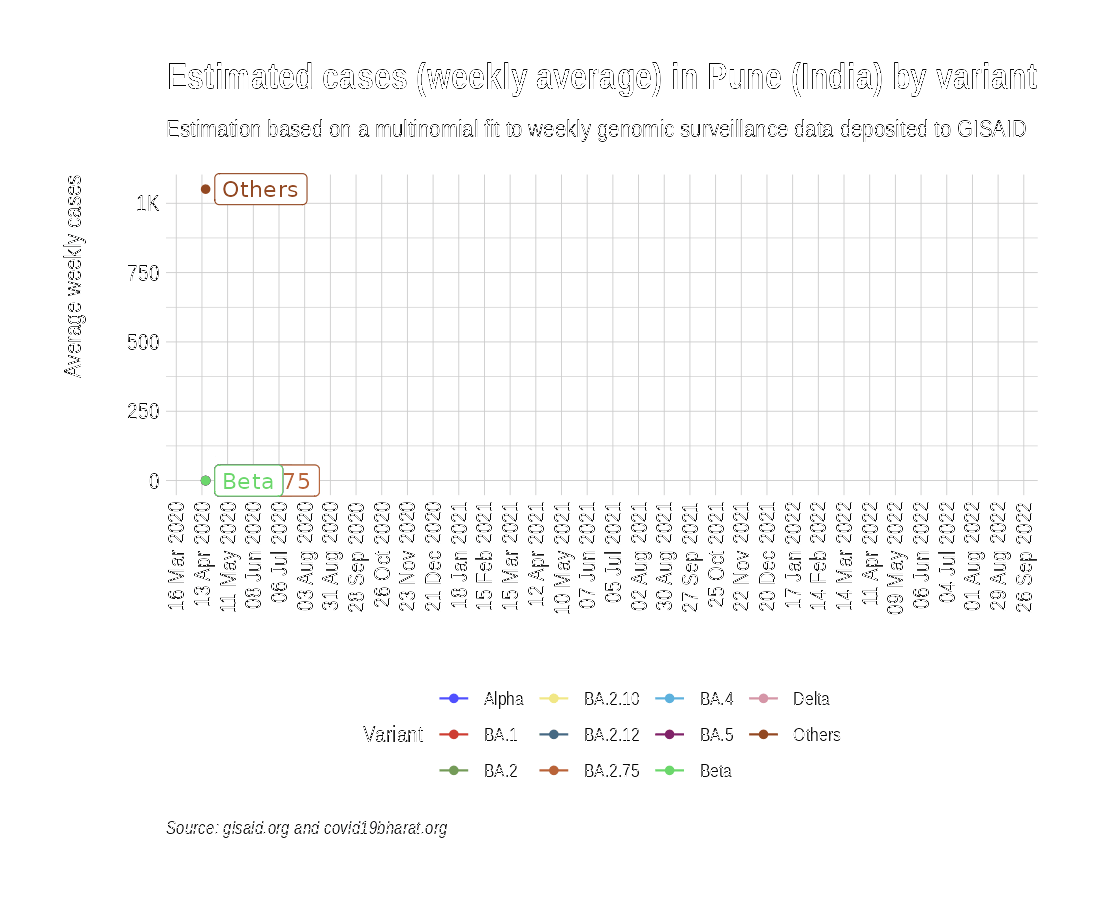 Estimated cases (weekly average) in Pune (India) by variant
Estimation based on a multinomial fit to weekly genomic surveillance data deposited to GISAID
Average weekly cases
1K
750
500
250
0
Others
Beta
75
16 Mar 2020
13 Apr 2020
11 May 2020
08 Jun 2020
06 Jul 2020
03 Aug 2020
31 Aug 2020
28 Sep 2020
26 Oct 2020
23 Nov 2020
21 Dec 2020
18 Jan 2021
15 Feb 2021
15 Mar 2021
12 Apr 2021
10 May 2021
07 Jun 2021
05 Jul 2021
02 Aug 2021
30 Aug 2021
27 Sep 2021
25 Oct 2021
22 Nov 2021
20 Dec 2021
17 Jan 2022
14 Feb 2022
14 Mar 2022
11 Apr 2022
09 May 2022
06 Jun 2022
04 Jul 2022
01 Aug 2022
29 Aug 2022
26 Sep 2022
Variant
Alpha
BA.1
BA.2
BA.2.10
BA.2.12
BA.2.75
BA.4
BA.5
Beta
Delta
Others
Source: gisaid.org and covid19bharat.org